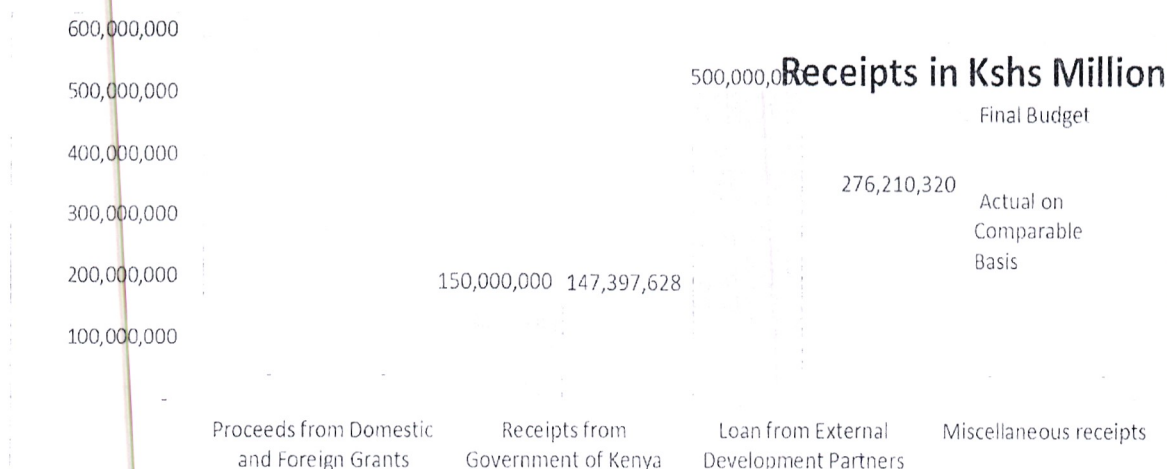 Receipts in Kshs Million
600,000,000
500,000,000
400,000,000
300,000,000
200,000,000
100,000,000
-
- -
150,000,000 147,397,628
500,000,0
276,210,320
- -
Final Budget
Actual on
Comparable
Basis
Proceeds from Domestic
and Foreign Grants
Receipts from
Government of Kenya
Loan from External
Development Partners
Miscellaneous receipts